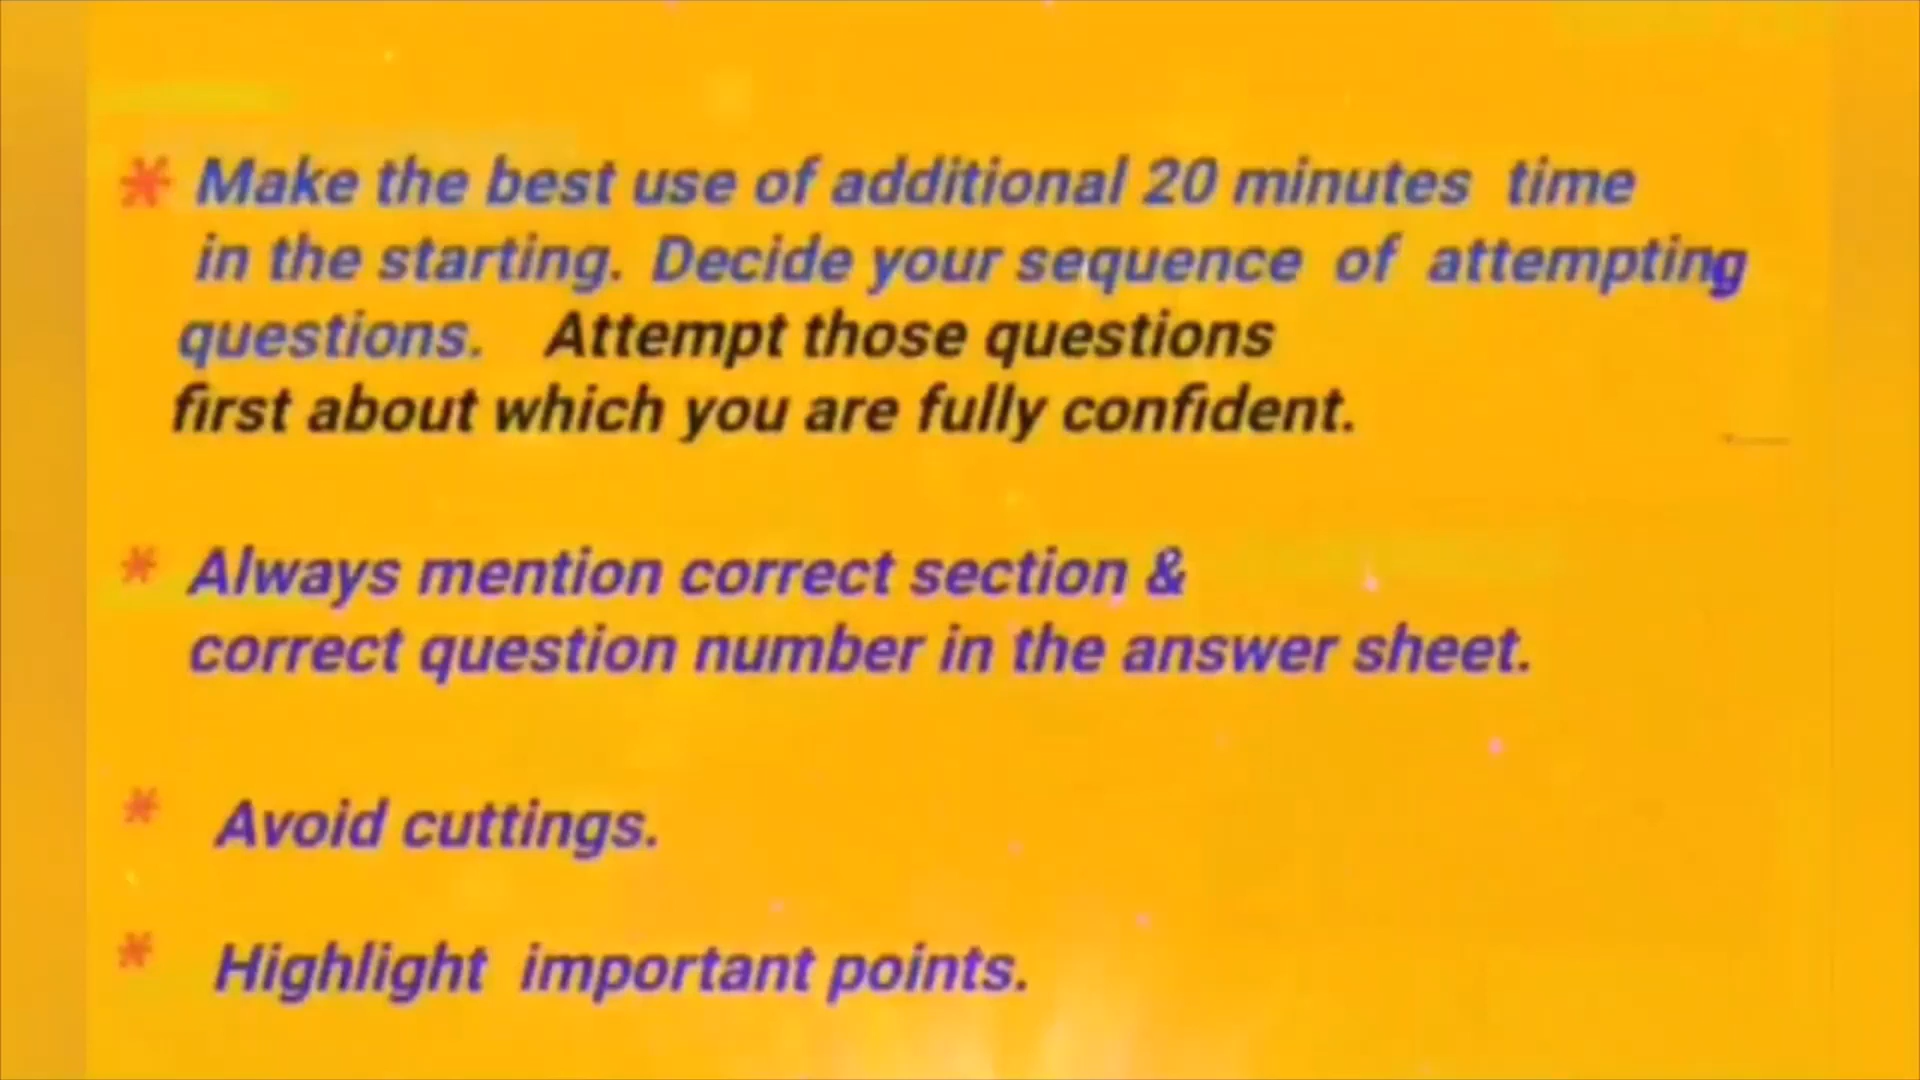 * Make the best use of additional 20 minutes time
in the starting. Decide your sequence of attempting
questions. Attempt those questions
first about which you are fully confident.
* Always mention correct section &
correct question number in the answer sheet.
* Avoid cuttings.
* Highlight important points.